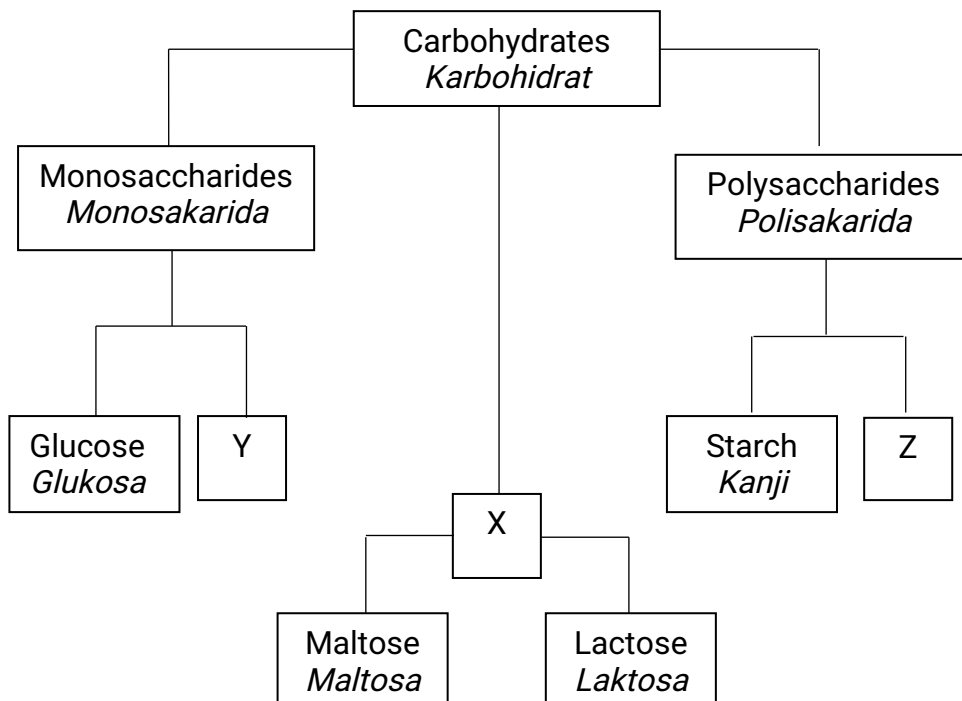 Carbohydrates
Karbohidrat
Monosaccharides
Monosakarida
Polysaccharides
Polisakarida
Glucose
Glukosa
Y
Starch
Kanji
Z
X
Maltose
Maltosa
Lactose
Laktosa